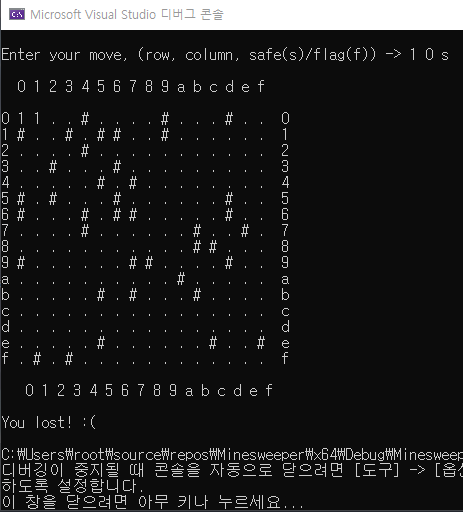 Microsoft Visual Studio 디버그 콘솔
Enter your move, (row, column, safe(s)/flag(f)) -> 1 0 s
0 1 2 3 4 5 6 7 8 9 a b c d e f
0 1 1 . . # . . . . # . . . # . . 0
1 # . . # . # # . . # . . . . . . 1
2 . . . . # . . . . . . . . . . . 2
3 . . # . . . # . . . . . . . . . 3
4 . . . . . # . # . . . . . . . . 4
5 # . # . . . # . . . . . . # . . 5
6 # . . . # . # # . . . . . # . . 6
7 . . . . # . . . . . . # . . # . 7
8 . . . . . . . . . . . # # . . . 8
9 # . . . . . . # # . . . . # . . 9
a . . . . . . . . . . # . . . . . a
b . . . . . # . # . . . # . . . . b
c . . . . . . . . . . . . . . . . c
d . . . . . . . . . . . . . . . . d
e . . . . . # . . . . . . # . . # e
f . # . # . . . . . . . . . . . . f
0 1 2 3 4 5 6 7 8 9 a b c d e f
You lost! :(
C:₩Users₩root₩source₩repos₩Minesweeper₩x64₩Debug₩Minesweep
디버깅이 중지될 때 콘솔을 자동으로 닫으려면 [도구] -> [옵션
하도록 설정합니다.
이 창을 닫으려면 아무 키나 누르세요...